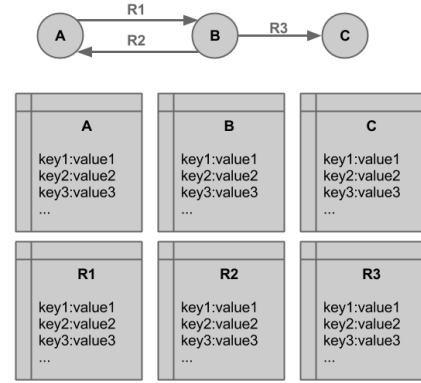 R1
A B R3 C
R2
A B C
key1:value1 key1:value1 key1:value1
key2:value2 key2:value2 key2:value2
key3:value3 key3:value3 key3:value3
... ... ...
R1 R2 R3
key1:value1 key1:value1 key1:value1
key2:value2 key2:value2 key2:value2
key3:value3 key3:value3 key3:value3
... ... ...